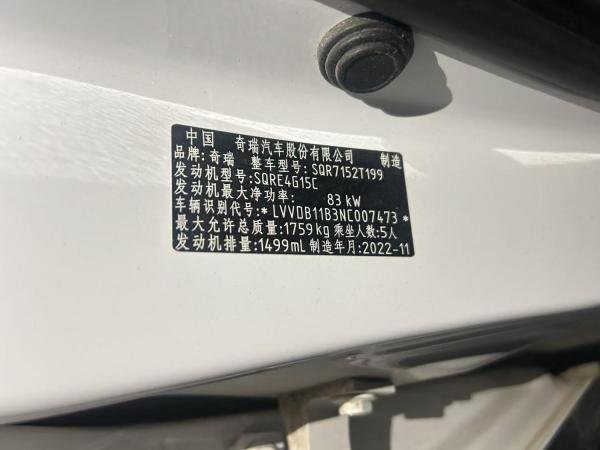 中国 奇瑞汽车股份有限公司 制造
品牌:奇瑞 整车型号:SQR7152T199
发动机型号:SQRE4G15C
发动机最大净功率: 83 kW
车辆识别代号:*LVVDB11B3NC007473*
最大允许总质量:1759kg 乘坐人数:5人
发动机排量:1499mL 制造年月:2022-11